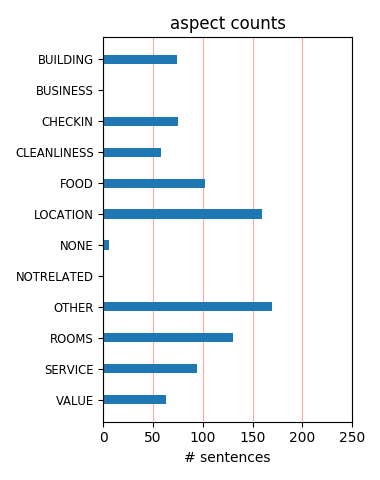 aspect counts
BUILDING
BUSINESS
CHECKIN
CLEANLINESS
FOOD
LOCATION
NONE
NOTRELATED
OTHER
ROOMS
SERVICE
VALUE
0 50 100 150 200 250
# sentences